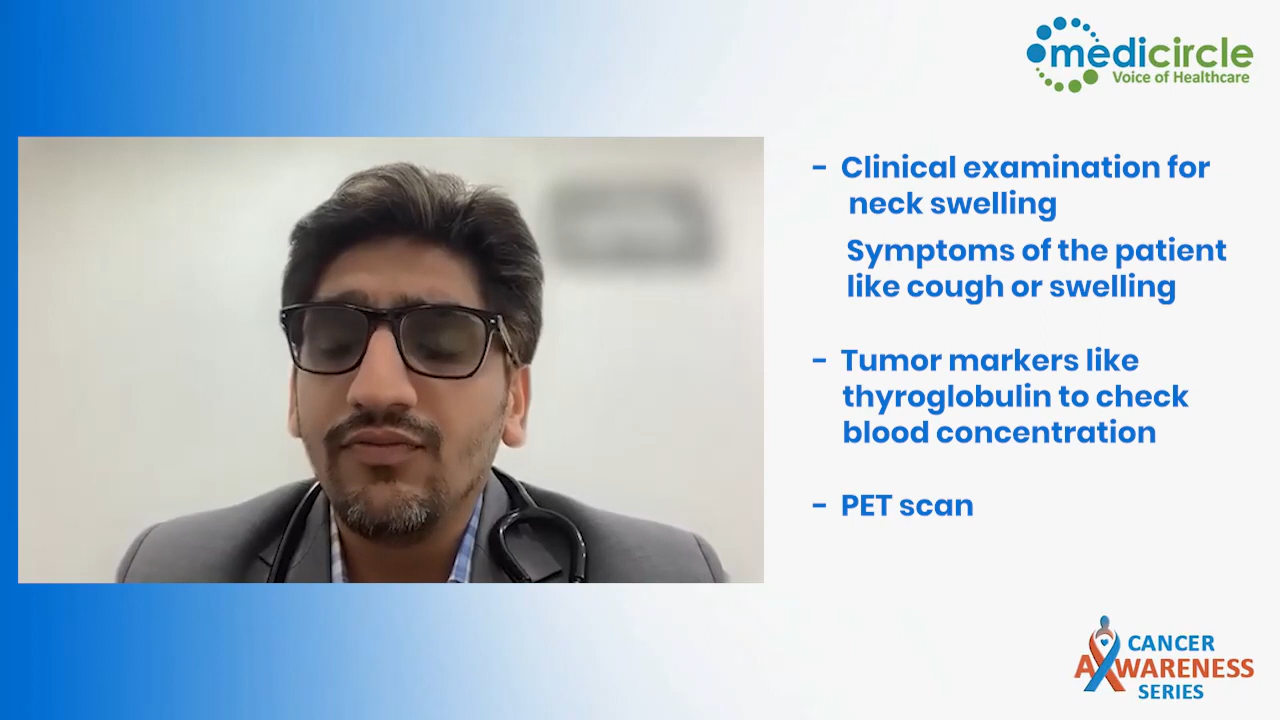 medicircle
Voice of Healthcare
- Clinical examination for
neck swelling
Symptoms of the patient
like cough or swelling
- Tumor markers like
thyroglobulin to check
blood concentration
- PET scan
CANCER
AWARENESS
SERIES